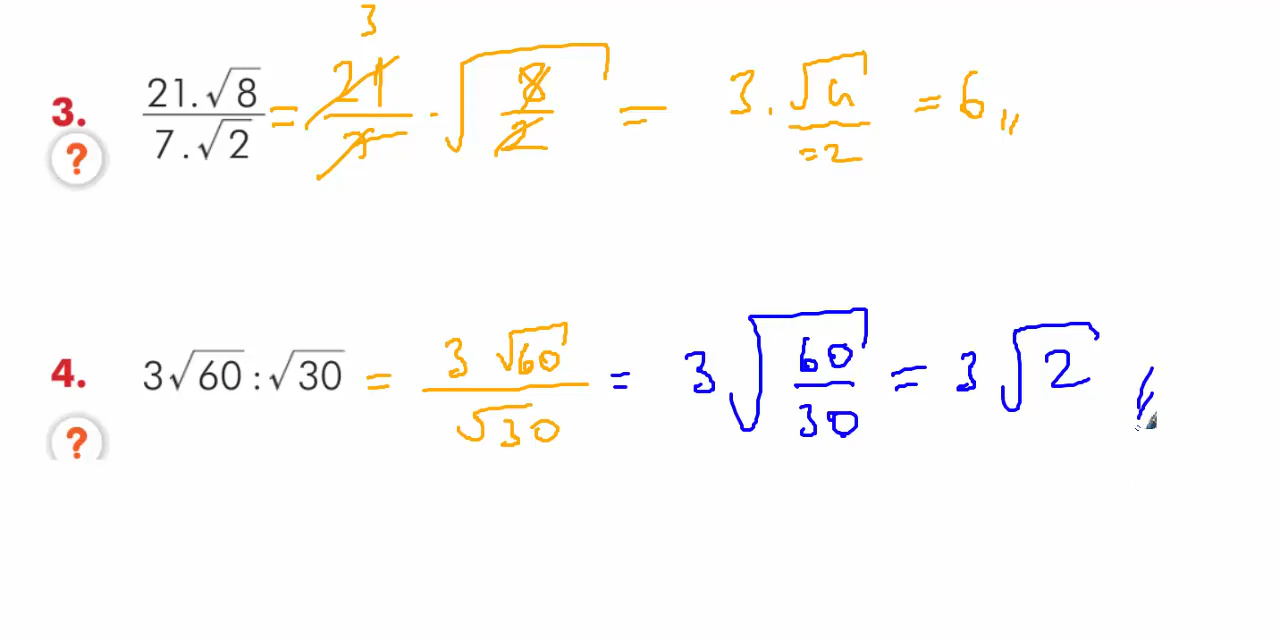 3. 21.√8 / 7.√2 = 21/7 3 · √(8/2) = 3 . √4 =2 = 6 ,,
?
4. 3√60 : √30 = 3 √60 / √30 = 3 √(60/30) = 3 √2 //
?